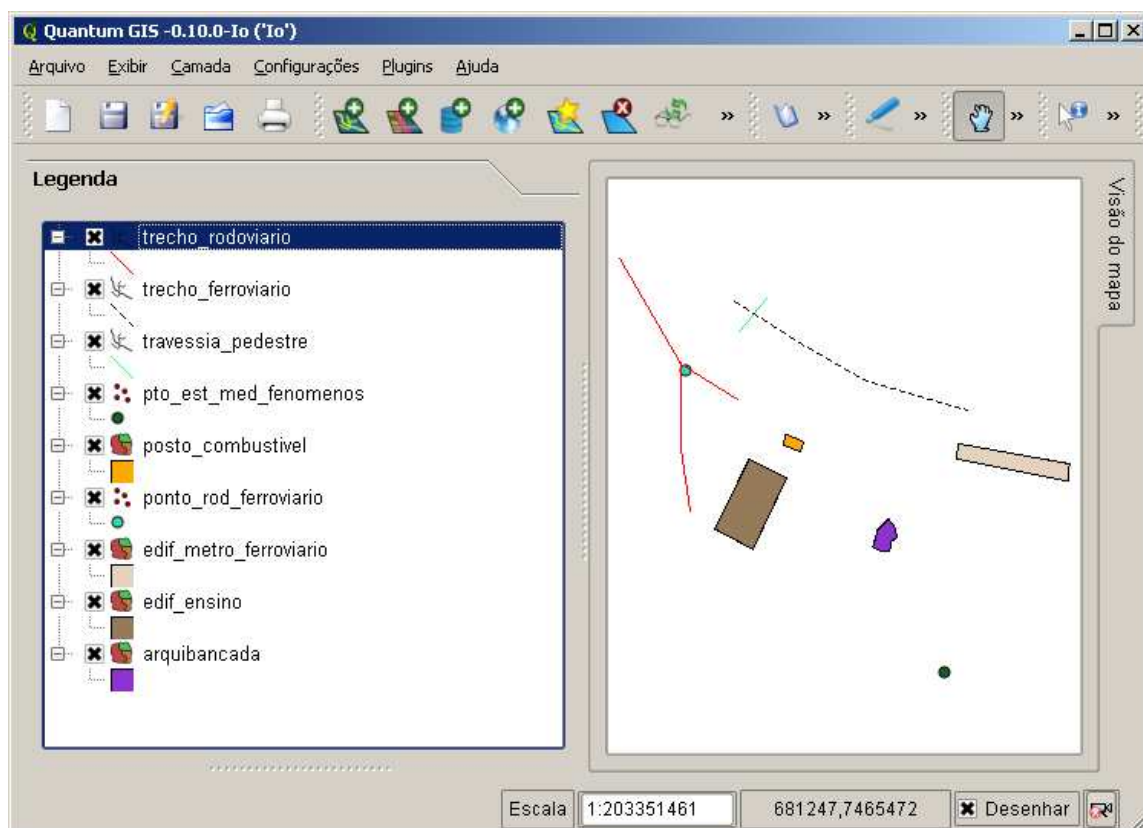 Quantum GIS -0.10.0-Io ('Io')
Arquivo Exibir Camada Configurações Plugins Ajuda
» » » » »
Legenda
trecho_rodoviario
trecho_ferroviario
travessia_pedestre
pto_est_med_fenomenos
posto_combustivel
ponto_rod_ferroviario
edif_metro_ferroviario
edif_ensino
arquibancada
Visão do mapa
Escala 1:203351461 681247,7465472 Desenhar